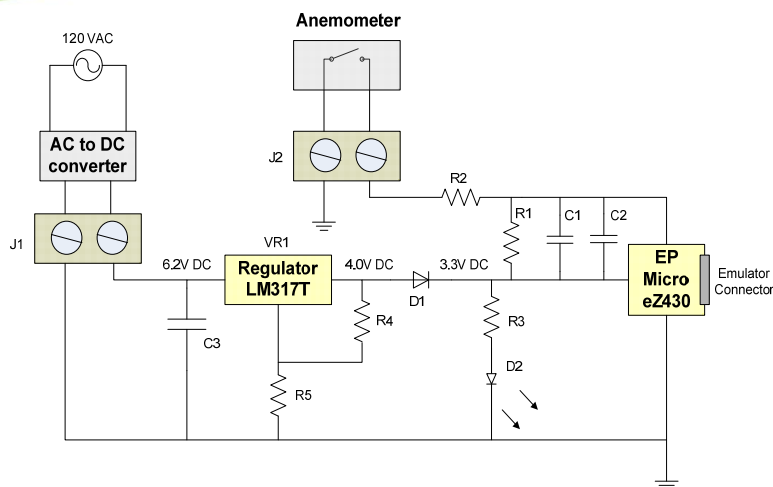 Anemometer
120 VAC
AC to DC
converter
J2
R2
J1
R1
C1
C2
VR1
6.2V DC
Regulator
LM317T
4.0V DC
3.3V DC
EP
Micro
eZ430
Emulator
Connector
D1
R4
R3
C3
D2
R5